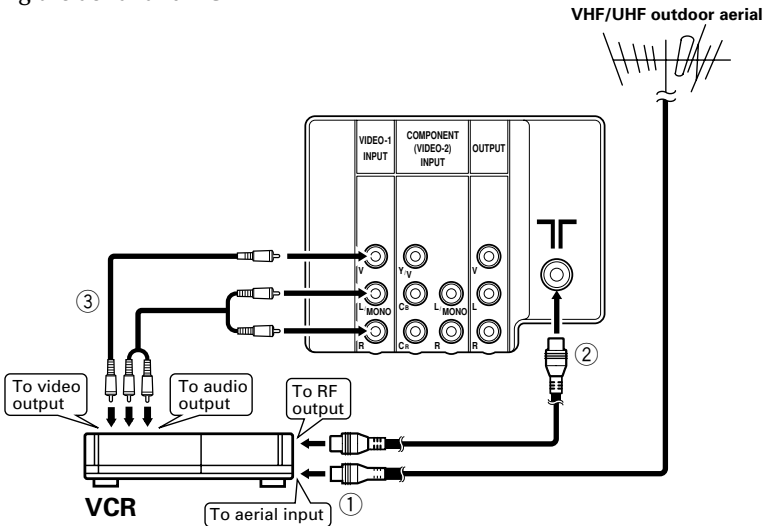 VHF/UHF outdoor aerial
VIDEO-1
INPUT
COMPONENT
(VIDEO-2)
INPUT
OUTPUT
V
Y/V
V
L/MONO
CB
L/MONO
L
R
CR
R
R
③
②
To video
output
To audio
output
To RF
output
VCR
To aerial input
①